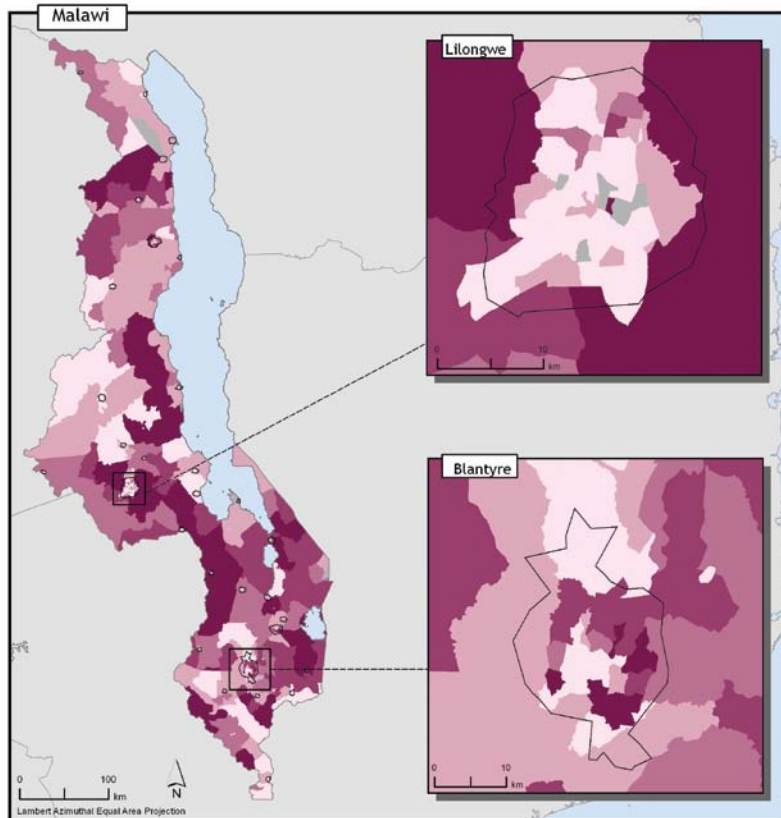 Malawi
Lilongwe
0 10
km
Blantyre
0 10
km
0 100
km
N
Lambert Azimuthal Equal Area Projection